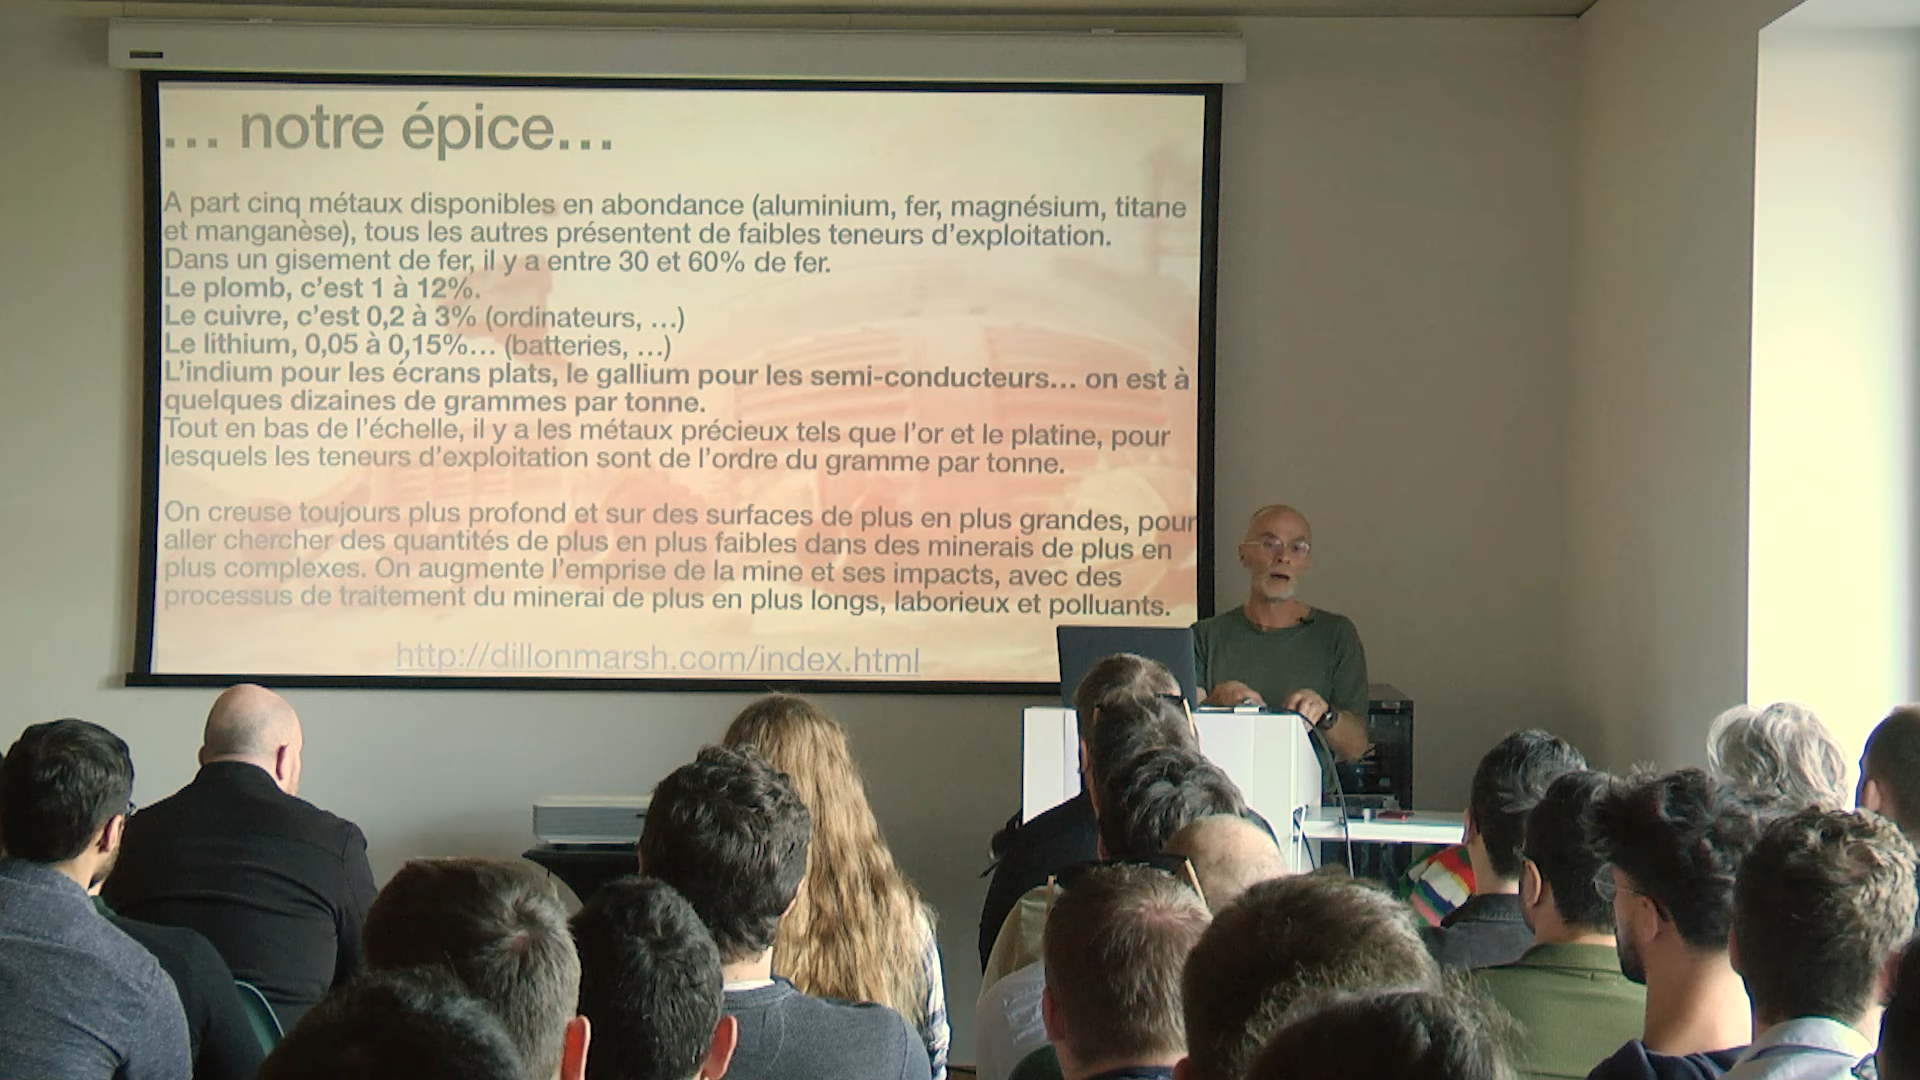 ... notre épice...
A part cinq métaux disponibles en abondance (aluminium, fer, magnésium, titane
et manganèse), tous les autres présentent de faibles teneurs d'exploitation.
Dans un gisement de fer, il y a entre 30 et 60% de fer.
Le plomb, c'est 1 à 12%.
Le cuivre, c'est 0,2 à 3% (ordinateurs, ...)
Le lithium, 0,05 à 0,15%... (batteries, ...)
L'indium pour les écrans plats, le gallium pour les semi-conducteurs... on est à
quelques dizaines de grammes par tonne.
Tout en bas de l'échelle, il y a les métaux précieux tels que l'or et le platine, pour
lesquels les teneurs d'exploitation sont de l'ordre du gramme par tonne.
On creuse toujours plus profond et sur des surfaces de plus en plus grandes, pour
aller chercher des quantités de plus en plus faibles dans des minerais de plus en
plus complexes. On augmente l'emprise de la mine et ses impacts, avec des
processus de traitement du minerai de plus en plus longs, laborieux et polluants.
http://dillonmarsh.com/index.html